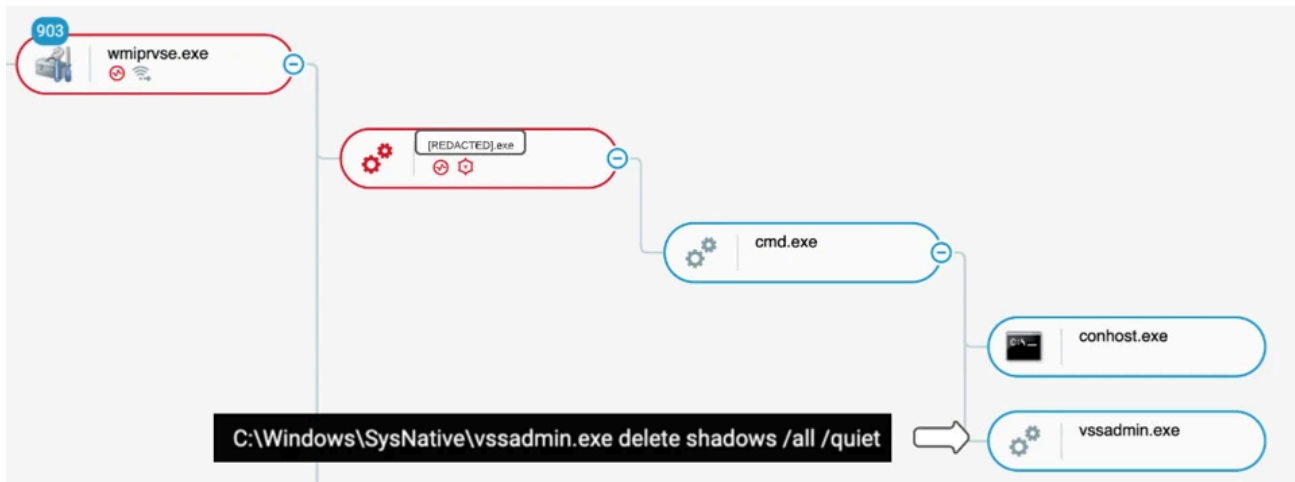 903
wmiprvse.exe
[REDACTED].exe
cmd.exe
conhost.exe
C:\Windows\SysNative\vssadmin.exe delete shadows /all /quiet
vssadmin.exe